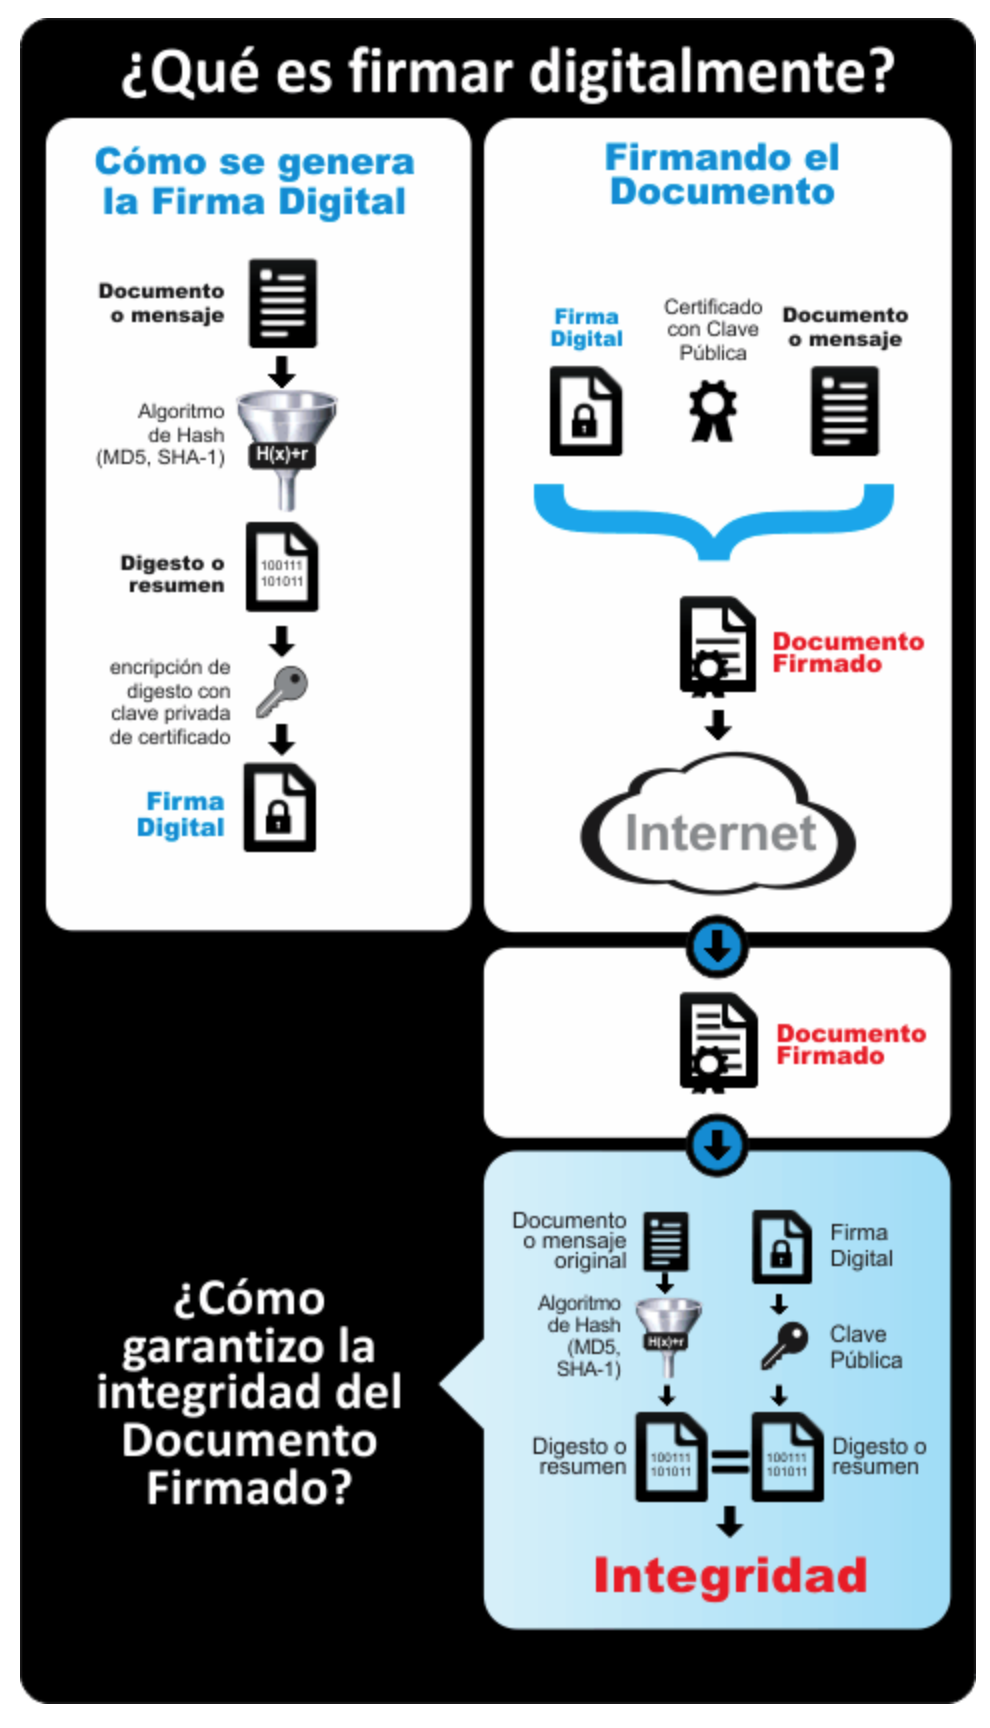 ¿Qué es firmar digitalmente?
Cómo se genera
la Firma Digital
Documento
o mensaje
Algoritmo
de Hash
(MD5, SHA-1)
H(x)+r
Digesto o
resumen
100111
101011
encripción de
digesto con
clave privada
de certificado
Firma
Digital
Firmando el
Documento
Firma
Digital
Certificado
con Clave
Pública
Documento
o mensaje
Documento
Firmado
Internet
Documento
Firmado
¿Cómo
garantizo la
integridad del
Documento
Firmado?
Documento
o mensaje
original
Algoritmo
de Hash
(MD5,
SHA-1)
H(x)+r
Digesto o
resumen
100111
101011
Firma
Digital
Clave
Pública
100111
101011
Digesto o
resumen
Integridad